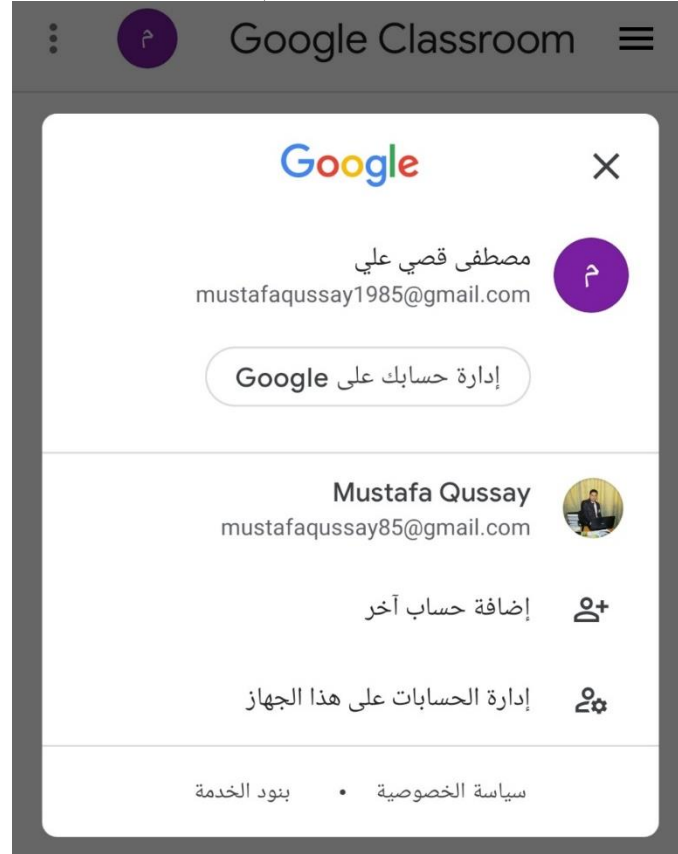 Google Classroom
م
Google
مصطفى قصي علي
م
mustafaqussay1985@gmail.com
إدارة حسابك على Google
Mustafa Qussay
mustafaqussay85@gmail.com
إضافة حساب آخر
إدارة الحسابات على هذا الجهاز
سياسة الخصوصية • بنود الخدمة